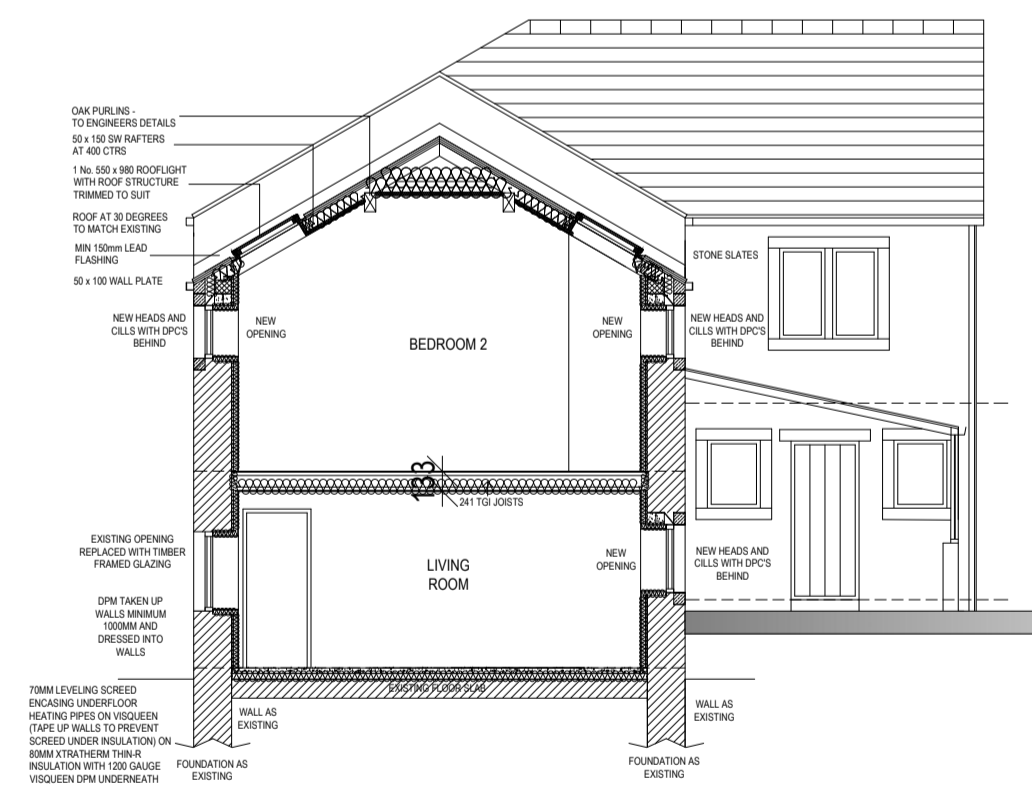 OAK PURLINS -
TO ENGINEERS DETAILS
50 x 150 SW RAFTERS
AT 400 CTRS
1 No. 550 x 980 ROOFLIGHT
WITH ROOF STRUCTURE
TRIMMED TO SUIT
ROOF AT 30 DEGREES
TO MATCH EXISTING
MIN 150mm LEAD
FLASHING
50 x 100 WALL PLATE
NEW HEADS AND
CILLS WITH DPC'S
BEHIND
NEW
OPENING
BEDROOM 2
NEW
OPENING
STONE SLATES
NEW HEADS AND
CILLS WITH DPC'S
BEHIND
133
241 TGI JOISTS
EXISTING OPENING
REPLACED WITH TIMBER
FRAMED GLAZING
LIVING
ROOM
NEW
OPENING
NEW HEADS AND
CILLS WITH DPC'S
BEHIND
DPM TAKEN UP
WALLS MINIMUM
1000MM AND
DRESSED INTO
WALLS
EXISTING FLOOR SLAB
70MM LEVELING SCREED
ENCASING UNDERFLOOR
HEATING PIPES ON VISQUEEN
(TAPE UP WALLS TO PREVENT
SCREED UNDER INSULATION) ON
80MM XTRATHERM THIN-R
INSULATION WITH 1200 GAUGE
VISQUEEN DPM UNDERNEATH
WALL AS
EXISTING
FOUNDATION AS
EXISTING
WALL AS
EXISTING
FOUNDATION AS
EXISTING